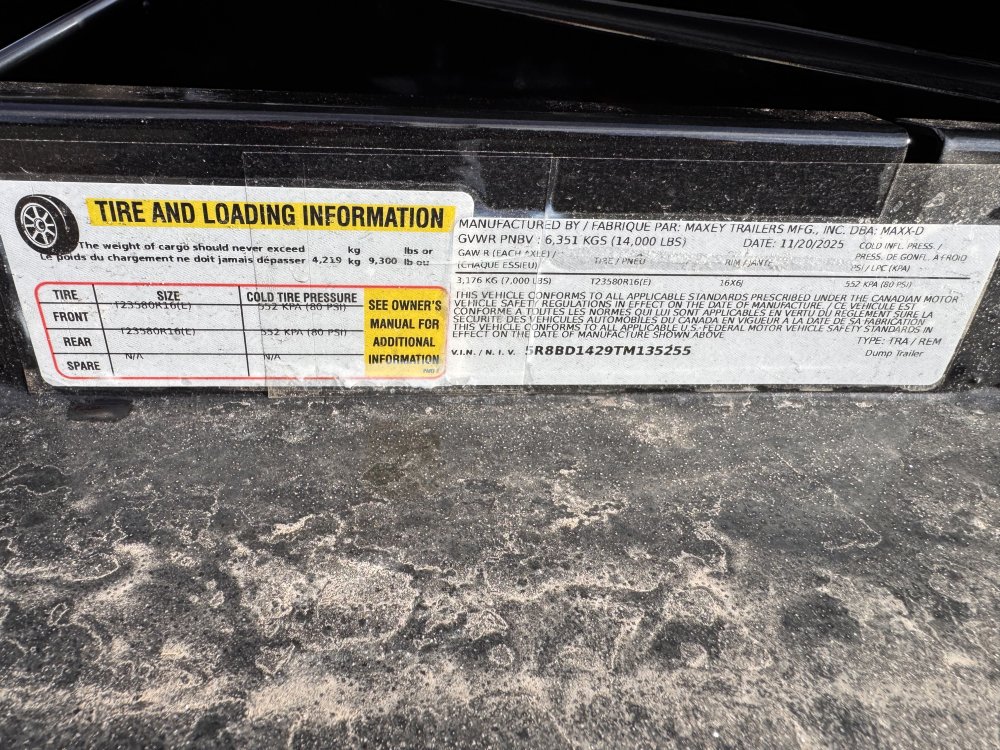 TIRE AND LOADING INFORMATION
The weight of cargo should never exceed kg lbs or
Le poids du chargement ne doit jamais dépasser 4,219 kg 9,300 lb ou
TIRE SIZE COLD TIRE PRESSURE
FRONT T23580R16(E) 552 KPA (80 PSI)
REAR T23580R16(E) 552 KPA (80 PSI)
SPARE N/A N/A
SEE OWNER'S
MANUAL FOR
ADDITIONAL
INFORMATION
MANUFACTURED BY / FABRIQUE PAR: MAXEY TRAILERS MFG., INC. DBA: MAXX-D
GVWR PNBV : 6,351 KGS (14,000 LBS) DATE: 11/20/2025
GAW R (EACH AXLE) /
(CHAQUE ESSIEU) TIRE / PNEU RIM / JANTE
COLD INFL. PRESS. /
PRESS. DE GONFL. À FROID
PSI / LPC (KPA)
3,176 KG (7,000 LBS) T23580R16(E) 16X6J 552 KPA (80 PSI)
THIS VEHICLE CONFORMS TO ALL APPLICABLE STANDARDS PRESCRIBED UNDER THE CANADIAN MOTOR
VEHICLE SAFETY REGULATIONS IN EFFECT ON THE DATE OF MANUFACTURE. / CE VEHICULE EST
CONFORME A TOUTES LES NORMES QUI LUI SONT APPLICABLES EN VERTU DU REGLEMENT SURE LA
SECURITE DES VEHICULES AUTOMOBILES DU CANADA EN VIGUEUR A LA DATE DE SA FABRICATION
THIS VEHICLE CONFORMS TO ALL APPLICABLE U.S. FEDERAL MOTOR VEHICLE SAFETY STANDARDS IN
EFFECT ON THE DATE OF MANUFACTURE SHOWN ABOVE
TYPE: TRA / REM
V.I.N. / N. I. V. 5R8BD1429TM135255 Dump Trailer